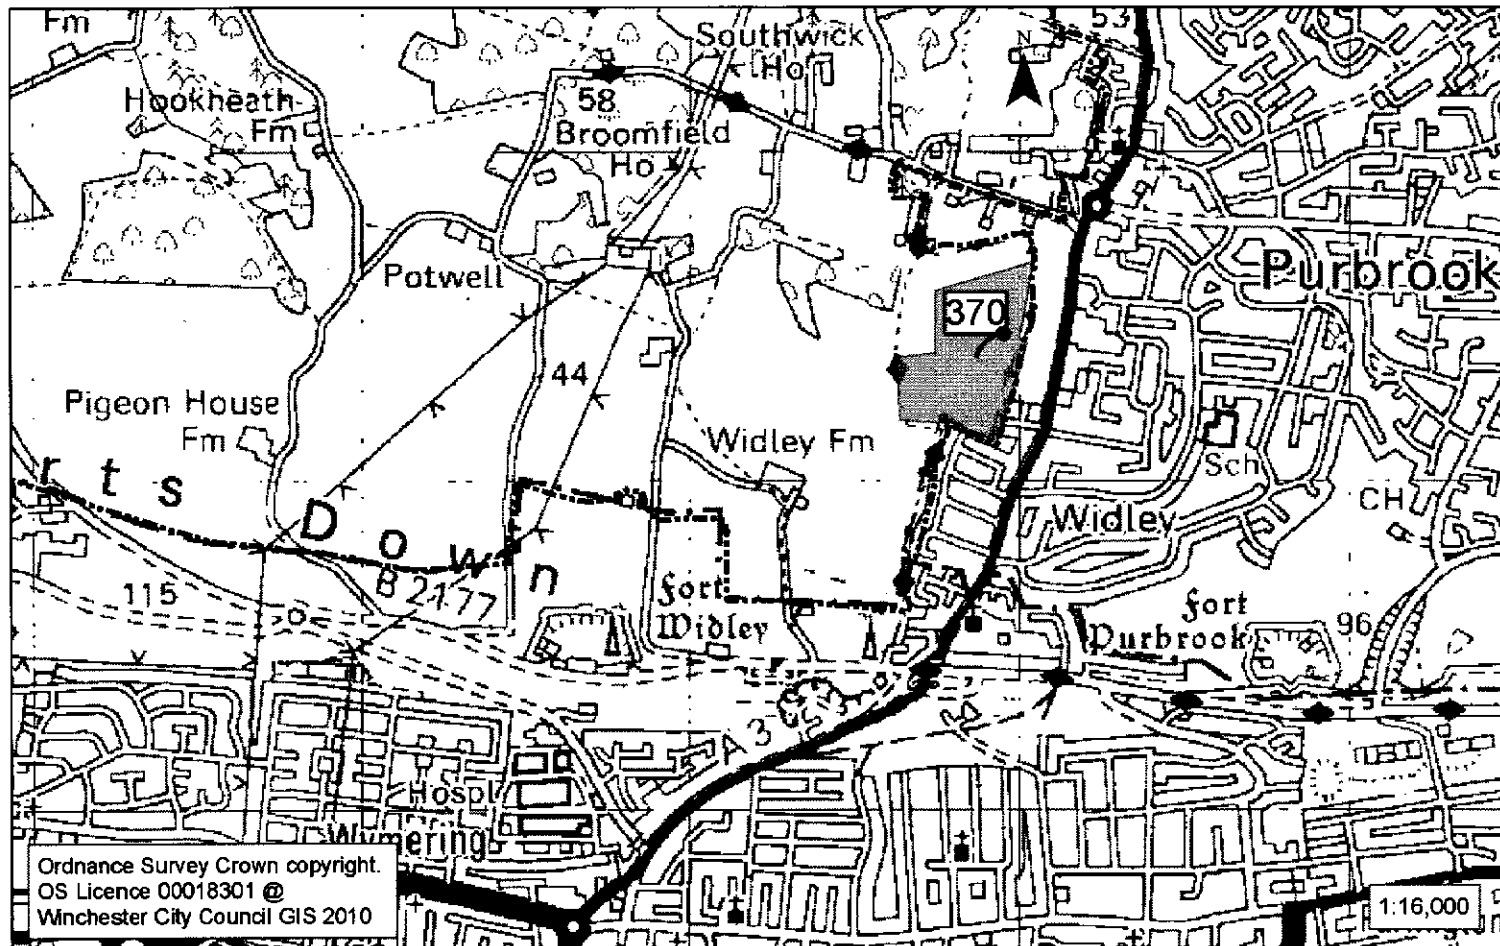 Fm
Southwick
Ho
53
N
Hookheath
Fm
58
Broomfield
Ho
Purbrook
Potwell
370
44
Pigeon House
Fm
Widley Fm
Sch
CH
Widley
r t s
D o w n
B 2177
115
Fort
Widley
Fort
Purbrook
96
A 3
Hospl
Wymering
Ordnance Survey Crown copyright.
OS Licence 00018301 @
Winchester City Council GIS 2010
1:16,000